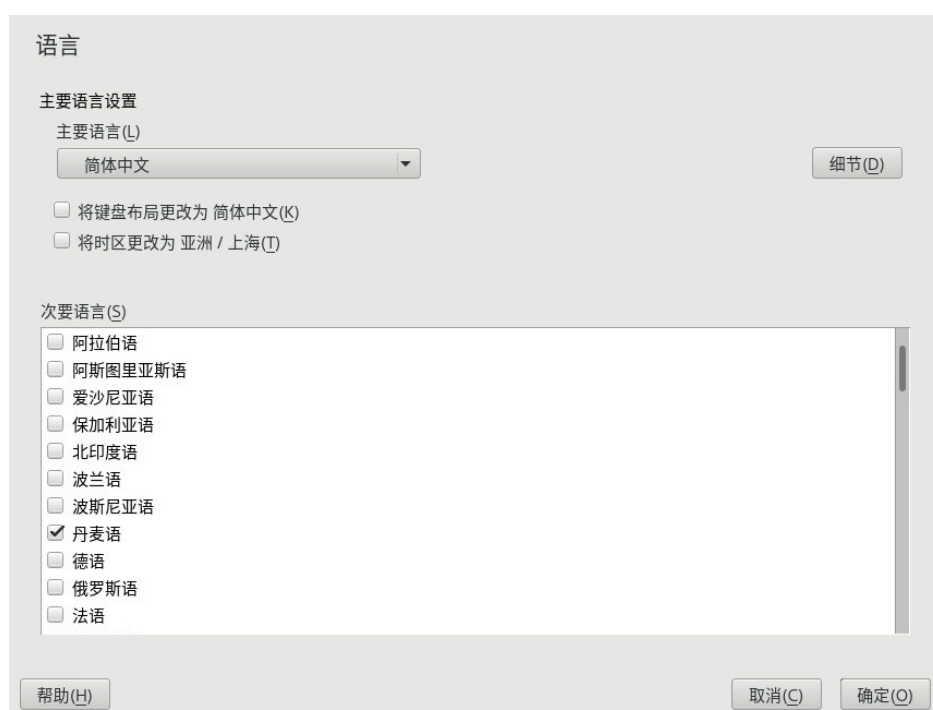 语言
主要语言设置
主要语言(L)
简体中文
细节(D)
将键盘布局更改为 简体中文(K)
将时区更改为 亚洲 / 上海(T)
次要语言(S)
阿拉伯语
阿斯图里亚斯语
爱沙尼亚语
保加利亚语
北印度语
波兰语
波斯尼亚语
丹麦语
德语
俄罗斯语
法语
帮助(H)
取消(C)
确定(O)